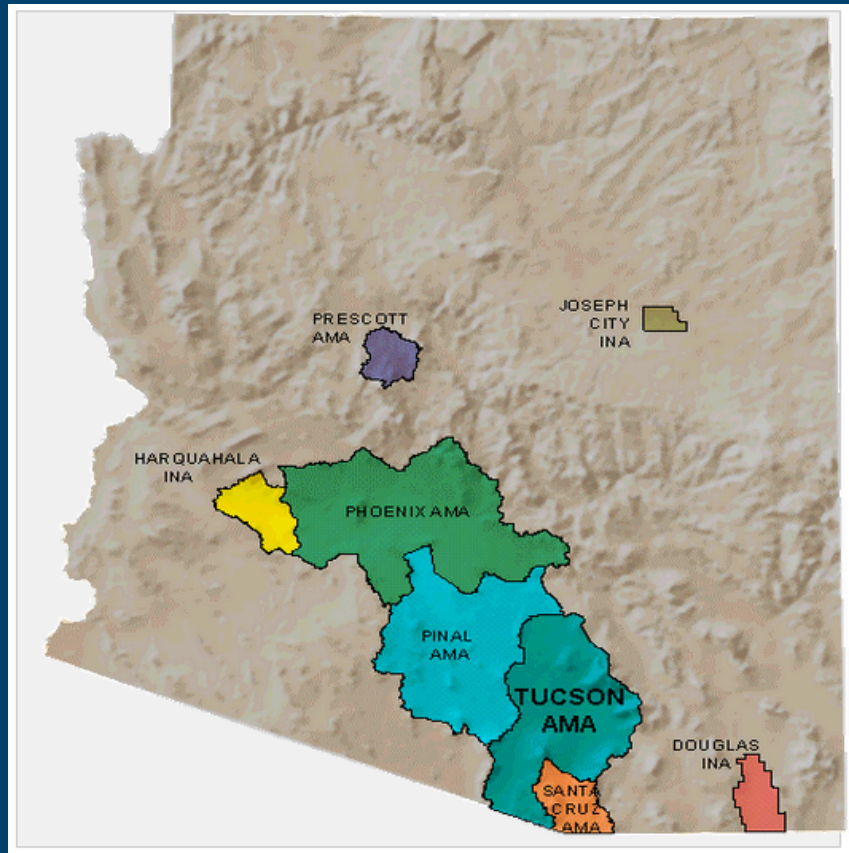 PRESCOTT
AMA
JOSEPH
CITY
INA
HARQUAHALA
INA
PHOENIX AMA
PINAL
AMA
TUCSON
AMA
DOUGLAS
INA
SANTA
CRUZ
AMA